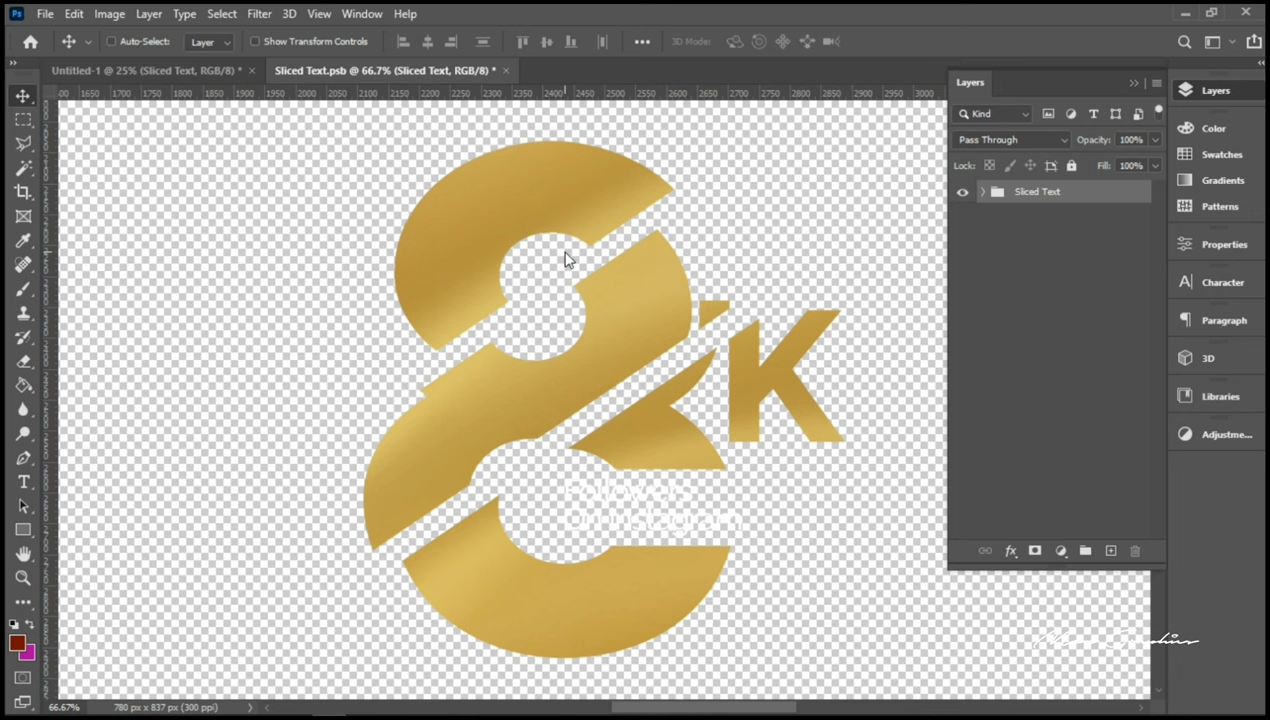 Ps File Edit Image Layer Type Select Filter 3D View Window Help
Auto-Select: Layer Show Transform Controls 3D Mode:
Untitled-1 @ 25% (Sliced Text, RGB/8) * × Sliced Text.psb @ 66.7% (Sliced Text, RGB/8) * ×
1650 1700 1750 1800 1850 1900 1950 2000 2050 2100 2150 2200 2250 2300 2350 2400 2450 2500 2550 2600 2650 2700 2750 2800 2850 2900 2950 3000
Layers
Kind
Pass Through Opacity: 100%
Lock: Fill: 100%
Sliced Text
Layers
Color
Swatches
Gradients
Patterns
Properties
Character
Paragraph
3D
Libraries
Adjustme...
8K
Followers
66.67% 780 px x 837 px (300 ppi)